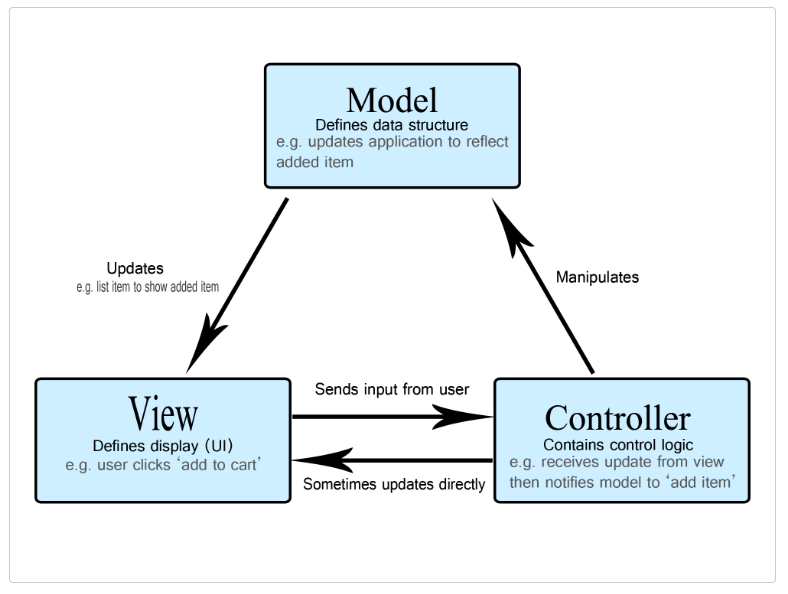 Model
Defines data structure
e.g. updates application to reflect
added item
Updates
e.g. list item to show added item
Manipulates
View
Defines display (UI)
e.g. user clicks ‘add to cart’
Sends input from user
Sometimes updates directly
Controller
Contains control logic
e.g. receives update from view
then notifies model to ‘add item’